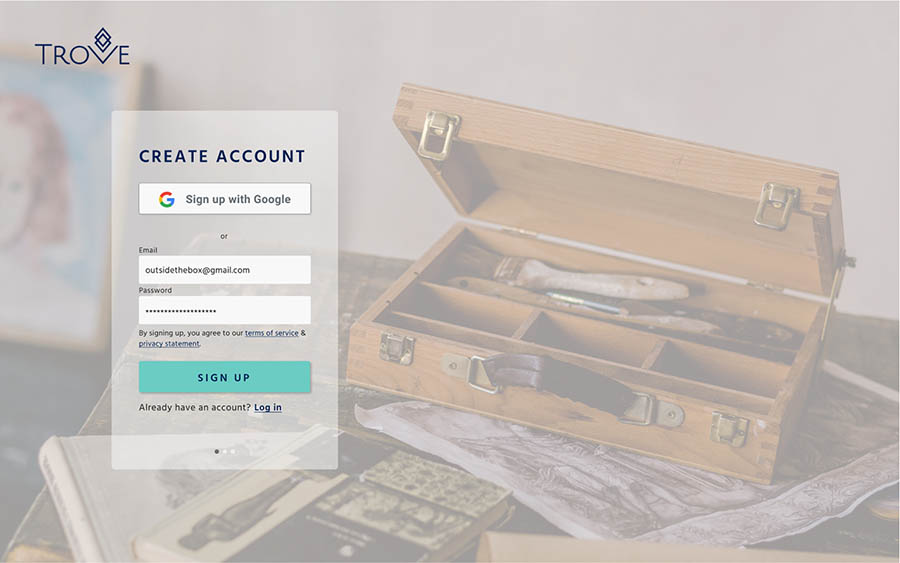 TROVE
CREATE ACCOUNT
Sign up with Google
or
Email
outsidethebox@gmail.com
Password
*******************
By signing up, you agree to our terms of service &
privacy statement.
SIGN UP
Already have an account? Log in